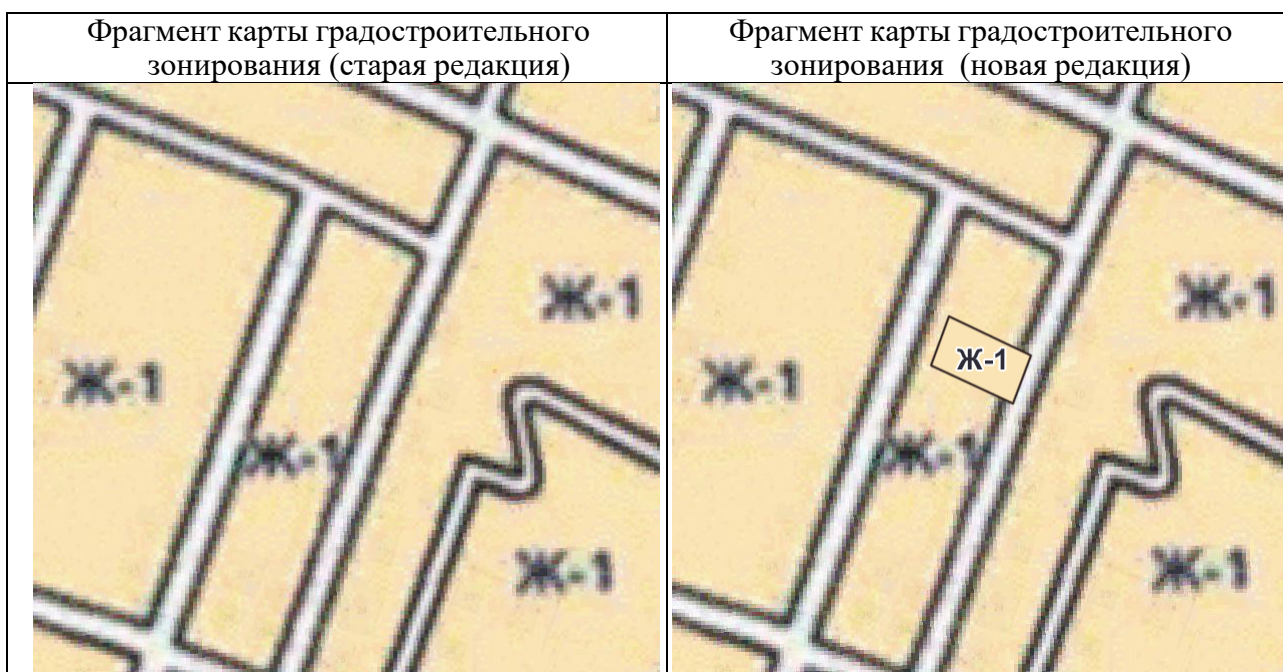 Фрагмент карты градостроительного
зонирования (старая редакция)
Фрагмент карты градостроительного
зонирования (новая редакция)
Ж-1
Ж-1
Ж-1
Ж-1
Ж-1
Ж-1
Ж-1
Ж-1
Ж-1